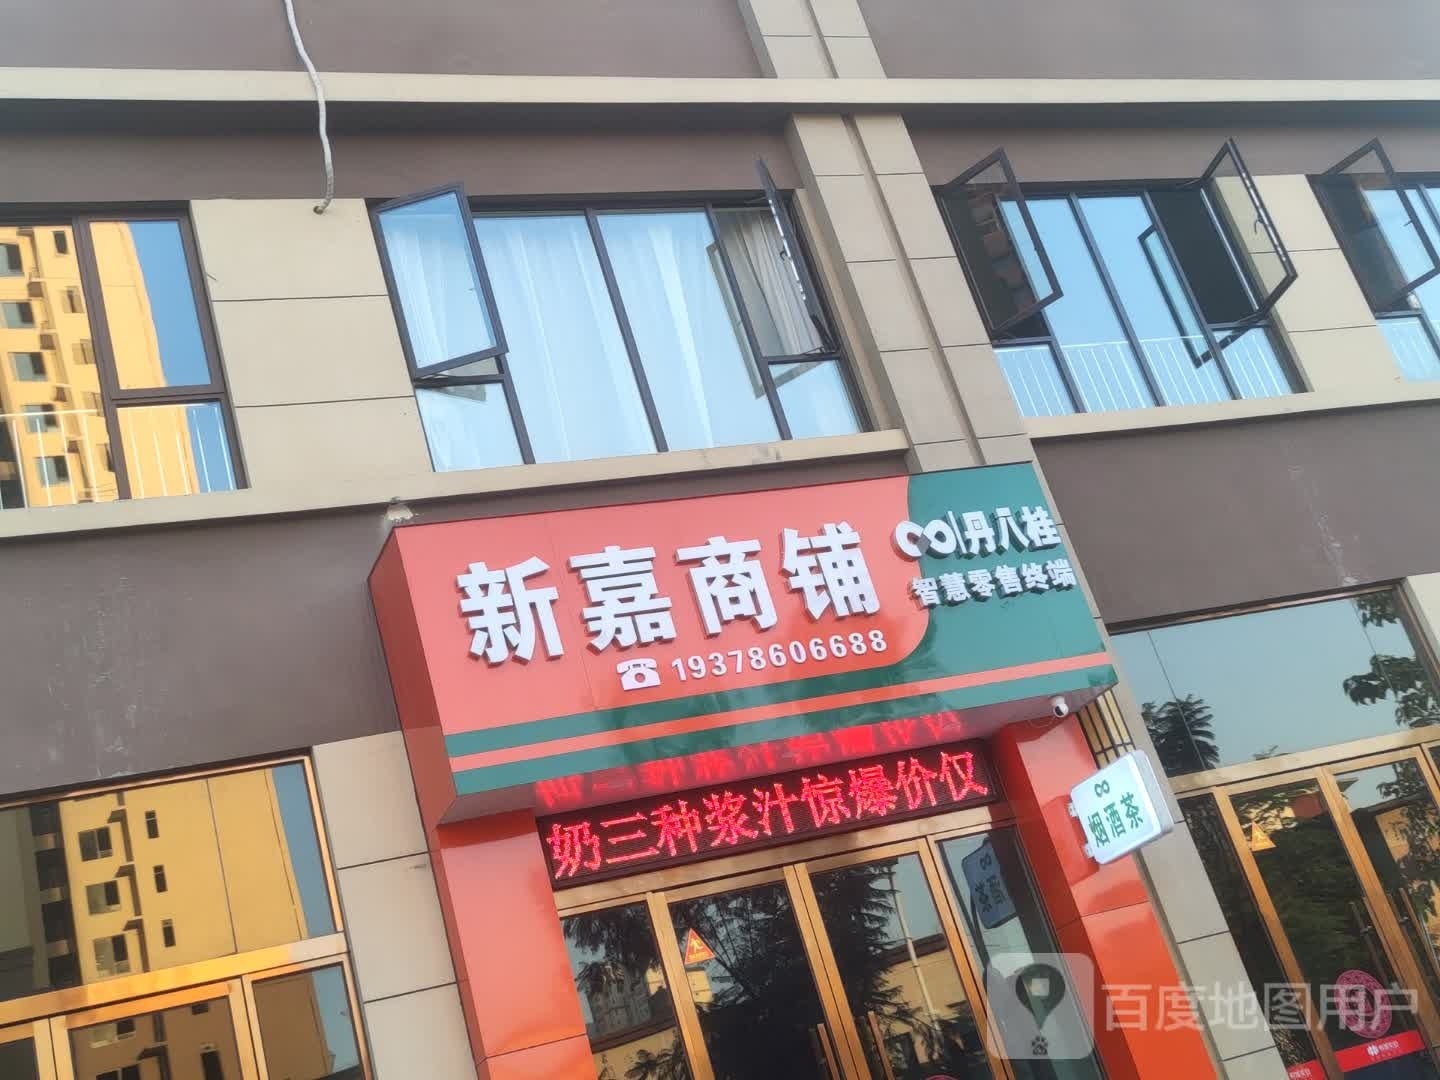 新嘉商铺
19378606688
丹八桂
智慧零售终端
奶三种浆汁惊爆价仅
烟酒茶
百度地图用户